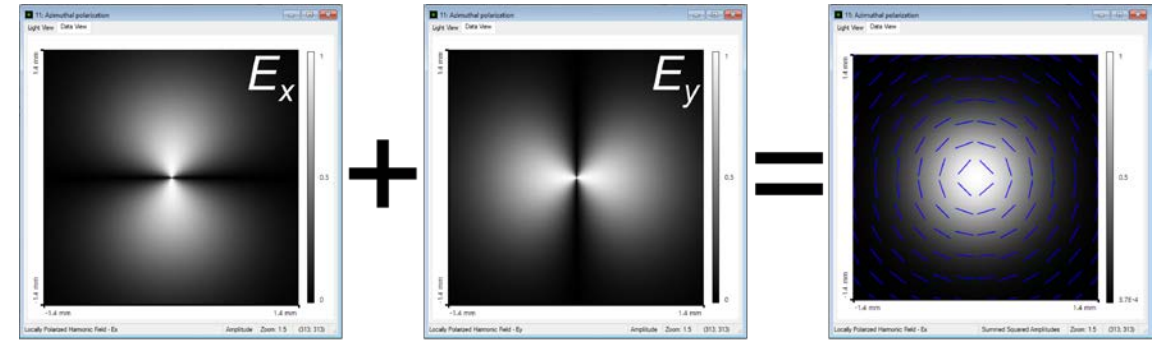 11: Azimuthal polarization
Light View Data View
1.4 mm
E_x
1
0.5
0
-1.4 mm
-1.4 mm 1.4 mm
Locally Polarized Harmonic Field - Ex Amplitude Zoom: 1.5 (313; 313)
+
11: Azimuthal polarization
Light View Data View
1.4 mm
E_y
1
0.5
0
-1.4 mm
-1.4 mm 1.4 mm
Locally Polarized Harmonic Field - Ey Amplitude Zoom: 1.5 (313; 313)
=
11: Azimuthal polarization
Light View Data View
1.4 mm
1
0.5
3.7E-4
-1.4 mm
-1.4 mm 1.4 mm
Locally Polarized Harmonic Field - Ex Summed Squared Amplitudes Zoom: 1.5 (313; 313)